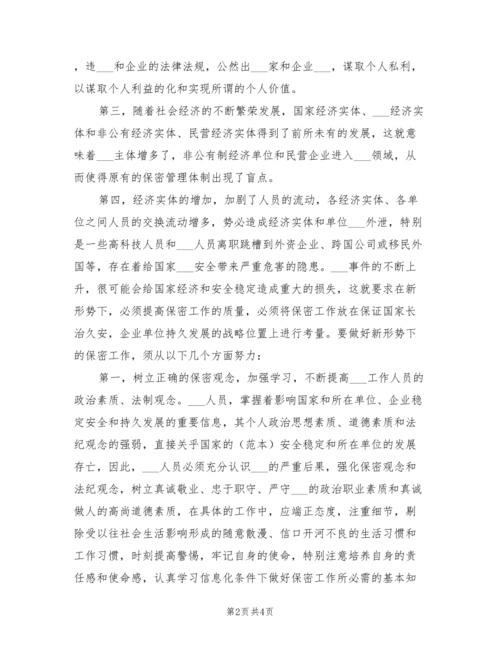 ，违___和企业的法律法规，公然出___家和企业___，谋取个人私利，
以谋取个人利益的化和实现所谓的个人价值。
第三，随着社会经济的不断繁荣发展，国家经济实体、___经济实
体和非公有经济实体、民营经济实体得到了前所未有的发展，这就意
味着___主体增多了，非公有制经济单位和民营企业进入___领域，从
而使得原有的保密管理体制出现了盲点。
第四，经济实体的增加，加剧了人员的流动，各经济实体、各单
位之间人员的交换流动增多，势必造成经济实体和单位___外泄，特别
是一些高科技人员和___人员离职跳槽到外资企业、跨国公司或移民外
国等，存在着给国家___安全带来严重危害的隐患。___事件的不断上
升，很可能会给国家经济和安全稳定造成重大的损失，这就要求在新
形势下，必须提高保密工作的质量，必须将保密工作放在保证国家长
治久安，企业单位持久发展的战略位置上进行考量。要做好新形势下
的保密工作，须从以下几个方面努力：
第一，树立正确的保密观念，加强学习，不断提高___工作人员的
政治素质、法制观念。___人员，掌握着影响国家和所在单位、企业稳
定安全和持久发展的重要信息，其个人政治思想素质、道德素质和法
纪观念的强弱，直接关乎国家的（范本）安全稳定和所在单位的发展
存亡，因此，___人员必须充分认识___的严重后果，强化保密观念和
法纪观念，树立真诚敬业、忠于职守、严守___的政治职业素质和真诚
做人的高尚道德素质，在具体的工作中，应端正态度，注重细节，剔
除受以往社会生活影响形成的随意散漫、信口开河不良的生活习惯和
工作习惯，时刻提高警惕，牢记自身的使命，特别注意培养自身的责
任感和使命感，认真学习信息化条件下做好保密工作所必需的基本知
第2页共4页